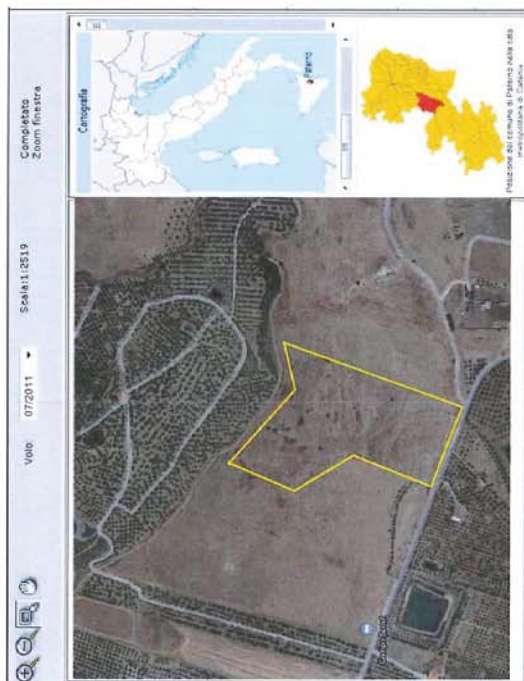 Volo: 07/2011
Scala:1:2519
Completato
Zoom finestra
Cartografia
Paternò
Posizione del comune di Paternò nella città
metropolitana di Catania